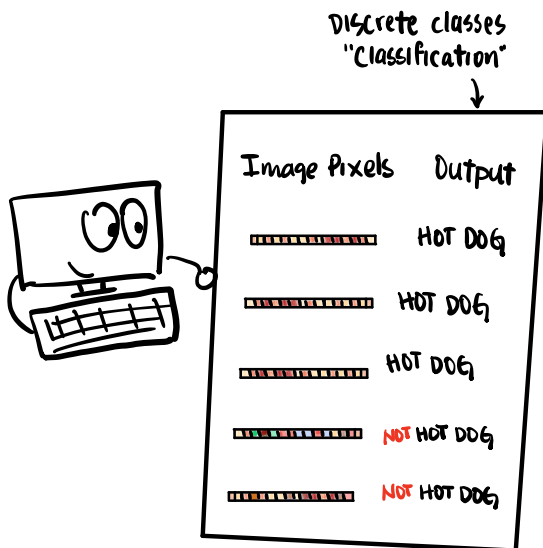 Discrete classes
"Classification"
Image Pixels Output
HOT DOG
HOT DOG
HOT DOG
NOT HOT DOG
NOT HOT DOG